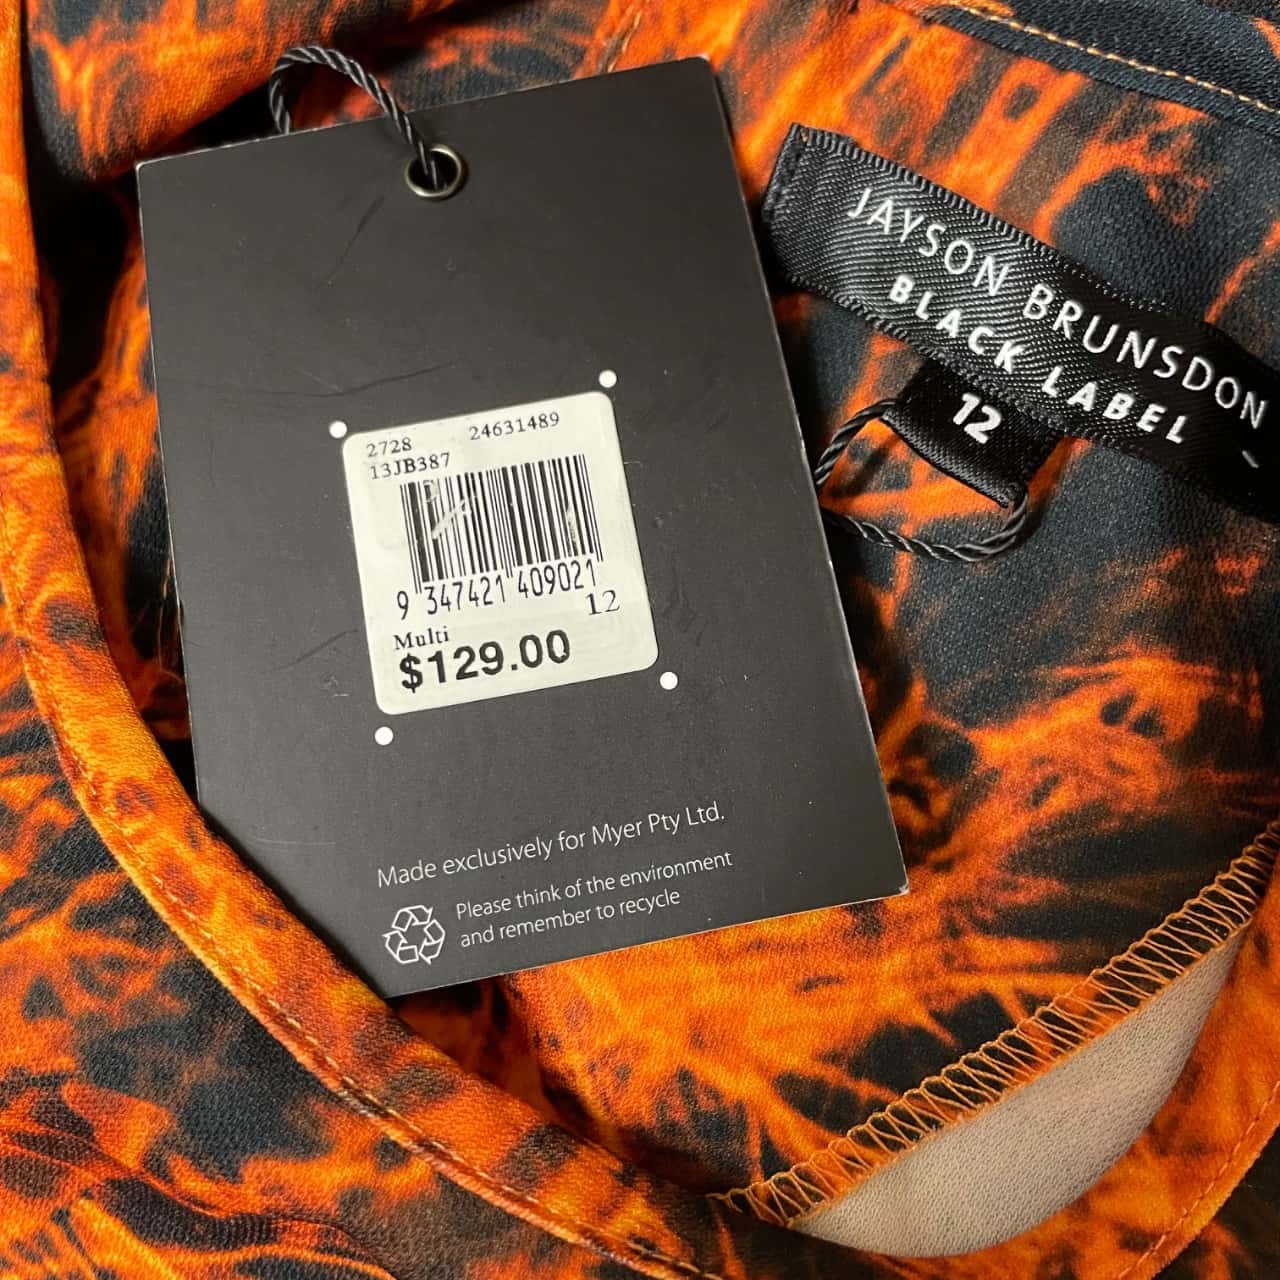 2728 24631489
13JB387
9 347421 409021
12
Multi
$129.00
Made exclusively for Myer Pty Ltd.
Please think of the environment
and remember to recycle
JAYSON BRUNSDON
BLACK LABEL
12